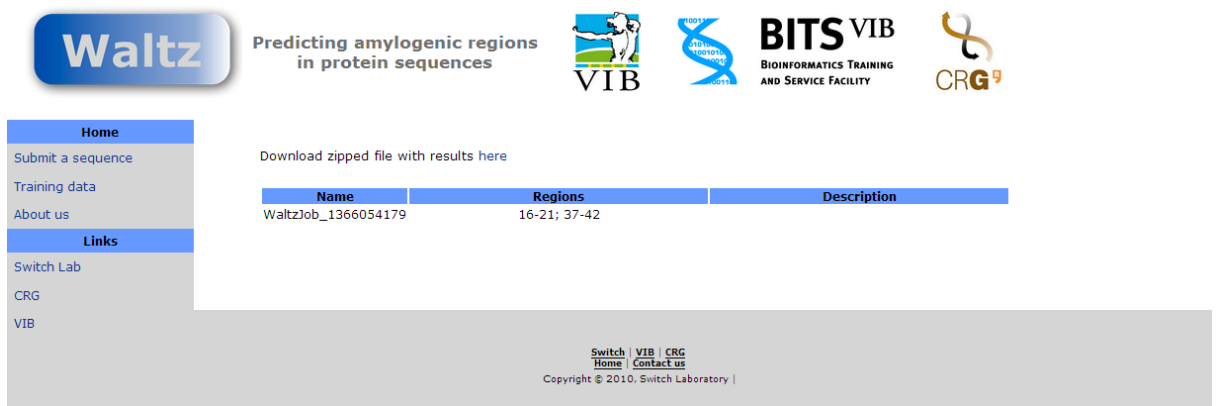 Waltz
Predicting amylogenic regions
in protein sequences
VIB
BITS VIB
BIOINFORMATICS TRAINING
AND SERVICE FACILITY
CRG
Home
Submit a sequence
Training data
About us
Links
Switch Lab
CRG
VIB
Download zipped file with results here
Name Regions Description
WaltzJob_1366054179 16-21; 37-42
Switch | VIB | CRG
Home | Contact us
Copyright © 2010, Switch Laboratory |